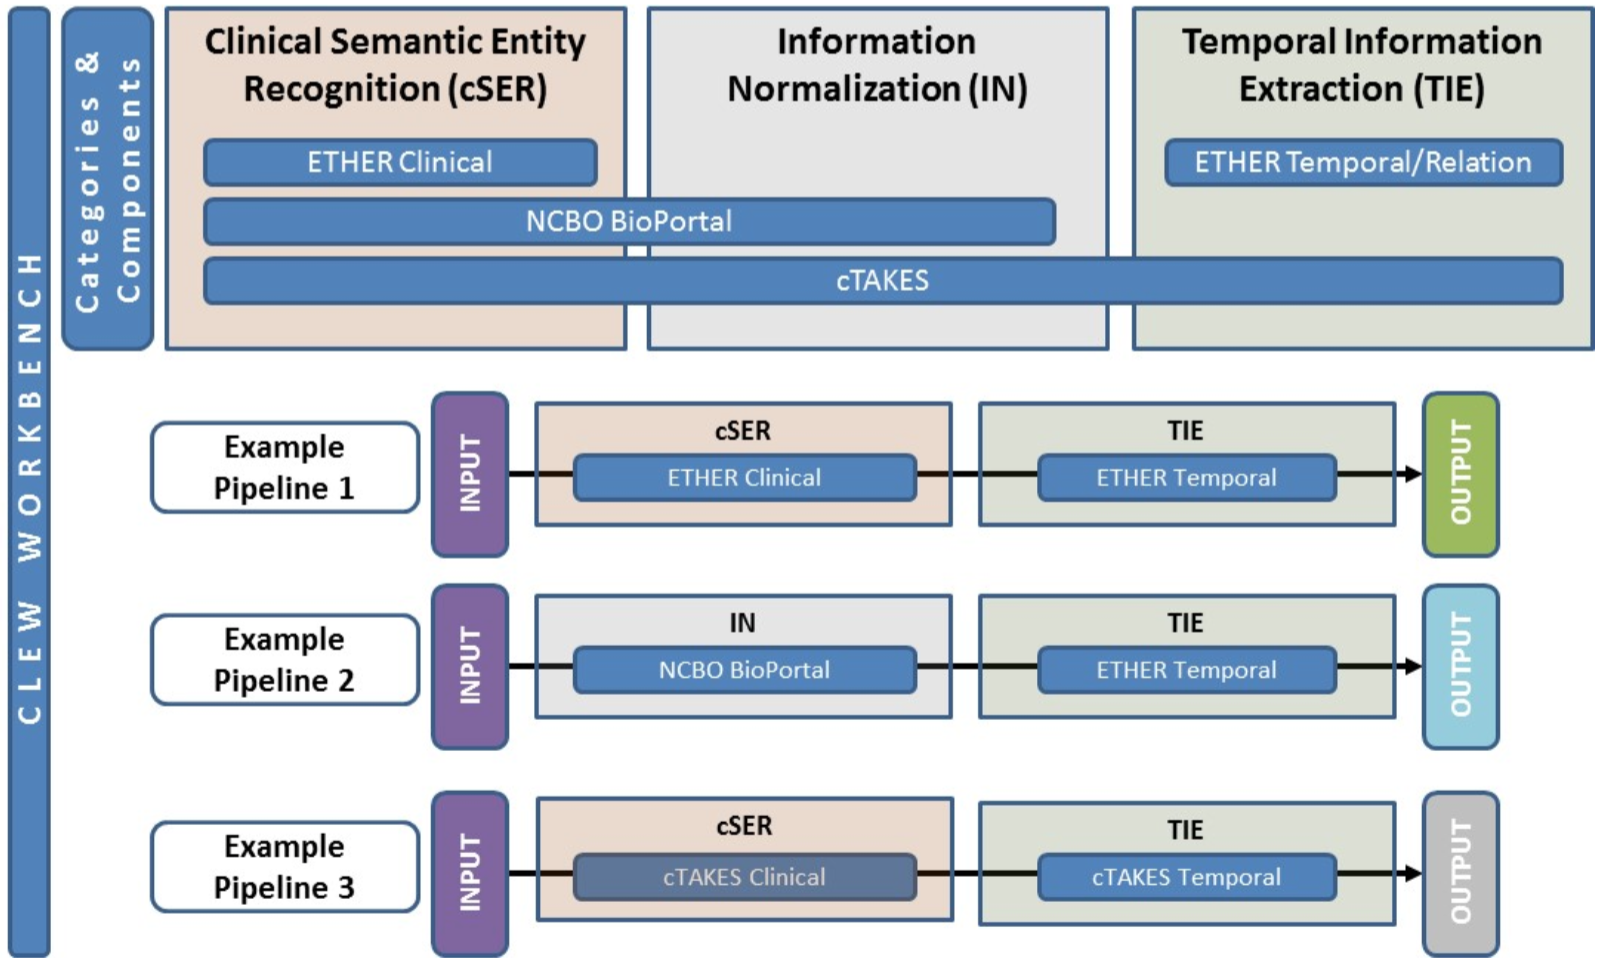 CLEW WORKBENCH
Categories &
Components
Clinical Semantic Entity
Recognition (cSER)
Information
Normalization (IN)
Temporal Information
Extraction (TIE)
ETHER Clinical
ETHER Temporal/Relation
NCBO BioPortal
cTAKES
Example
Pipeline 1
INPUT
cSER
ETHER Clinical
TIE
ETHER Temporal
OUTPUT
Example
Pipeline 2
INPUT
IN
NCBO BioPortal
TIE
ETHER Temporal
OUTPUT
Example
Pipeline 3
INPUT
cSER
cTAKES Clinical
TIE
cTAKES Temporal
OUTPUT